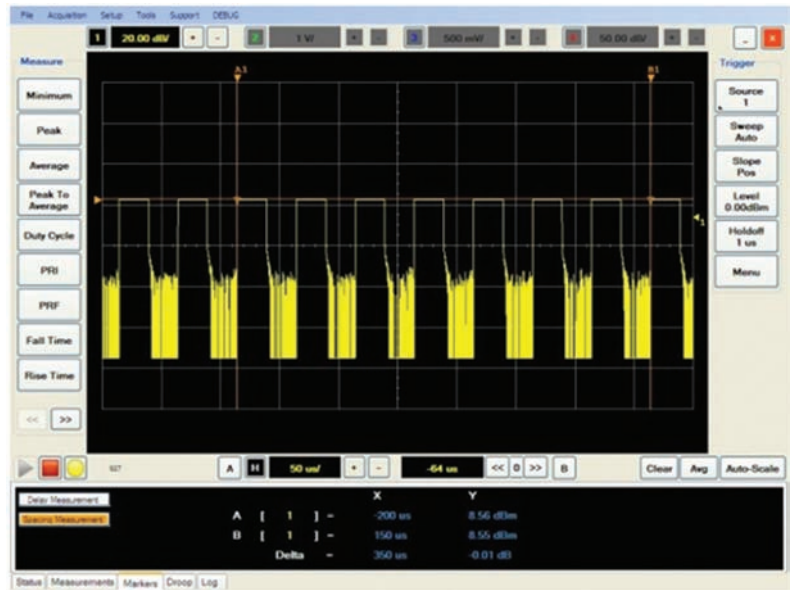 File Acquisition Setup Tools Support DEBUG
1 20.00 dB/ + - 2 1 V/ + - 3 500 mV/ + - 50.00 dB/ + - _ x
Measure
Minimum
Peak
Average
Peak To
Average
Duty Cycle
PRI
PRF
Fall Time
Rise Time
<< >>
A1
B1
1
Trigger
Source
1
Sweep
Auto
Slope
Pos
Level
0.00dBm
Holdoff
1 us
Menu
A H 50 us/ + - -64 us << 0 >> B Clear Avg Auto-Scale
Delay Measurement
Spacing Measurement
X Y
A [ 1 ] = -200 us 8.56 dBm
B [ 1 ] = 150 us 8.55 dBm
Delta = 350 us -0.01 dB
Status Measurements Markers Droop Log